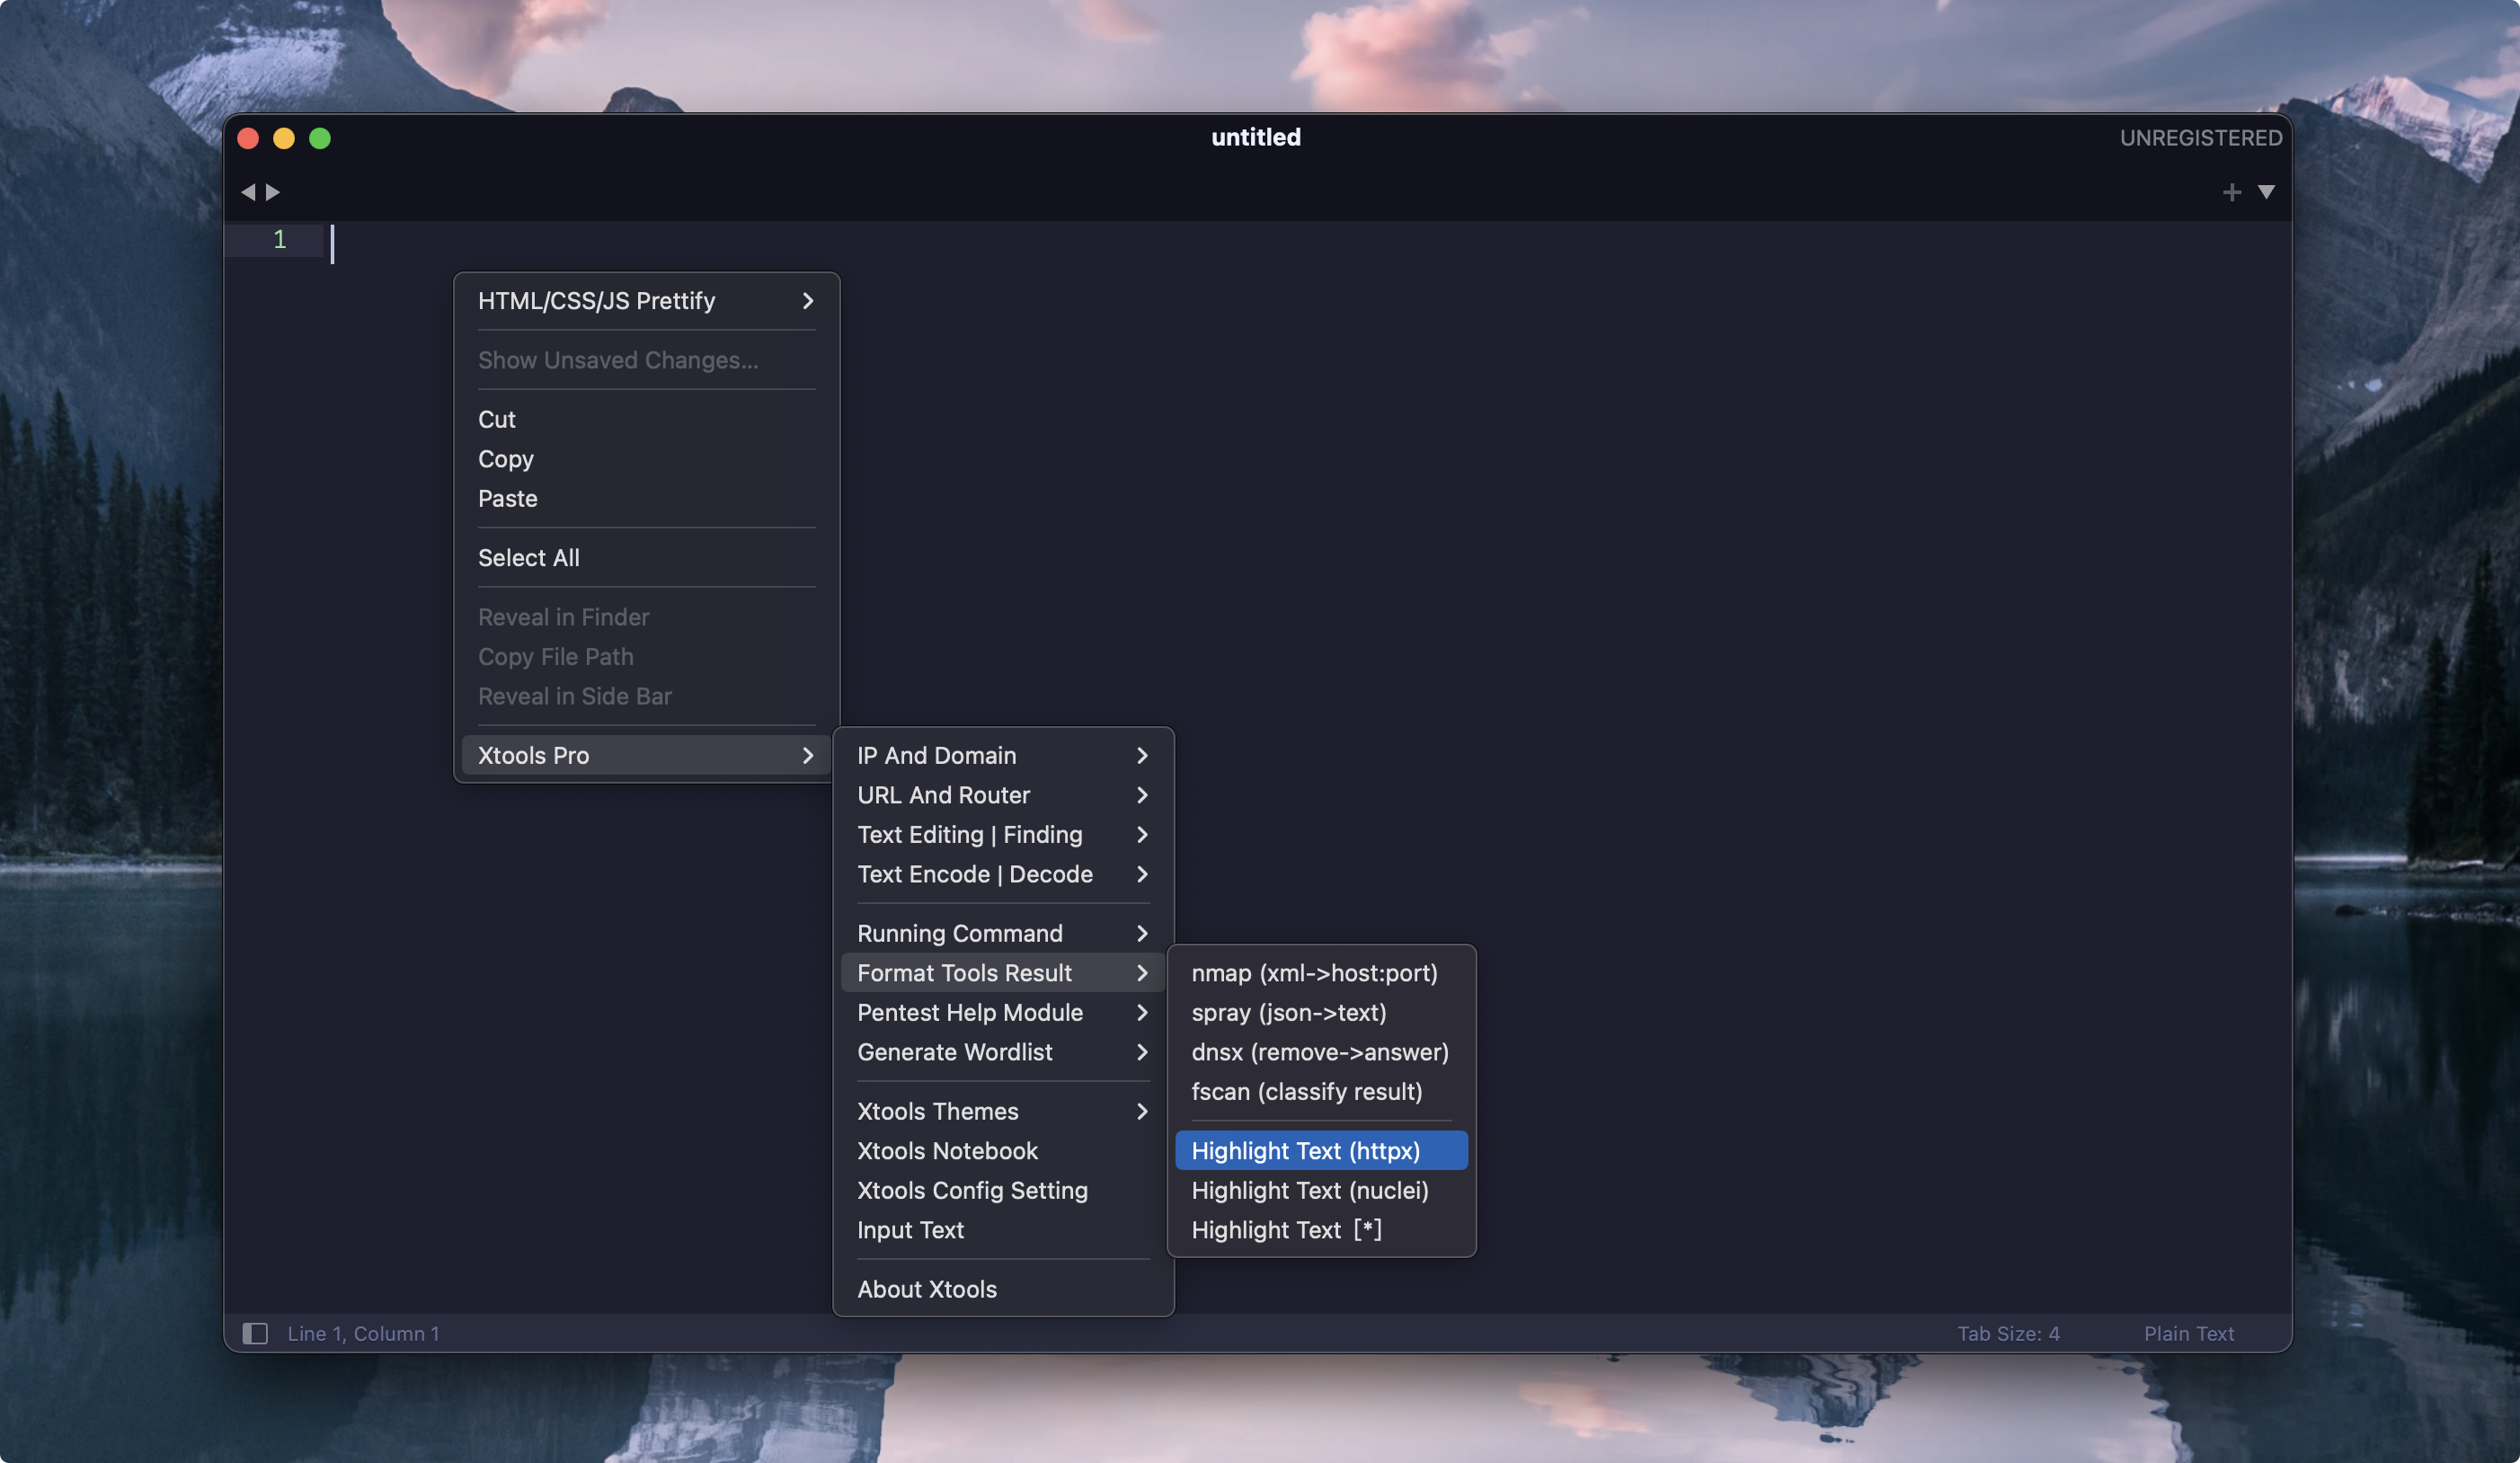 untitled
UNREGISTERED
1
HTML/CSS/JS Prettify
Show Unsaved Changes...
Cut
Copy
Paste
Select All
Reveal in Finder
Copy File Path
Reveal in Side Bar
Xtools Pro
IP And Domain
URL And Router
Text Editing | Finding
Text Encode | Decode
Running Command
Format Tools Result
Pentest Help Module
Generate Wordlist
Xtools Themes
Xtools Notebook
Xtools Config Setting
Input Text
About Xtools
nmap (xml->host:port)
spray (json->text)
dnsx (remove->answer)
fscan (classify result)
Highlight Text (httpx)
Highlight Text (nuclei)
Highlight Text [*]
Line 1, Column 1
Tab Size: 4
Plain Text